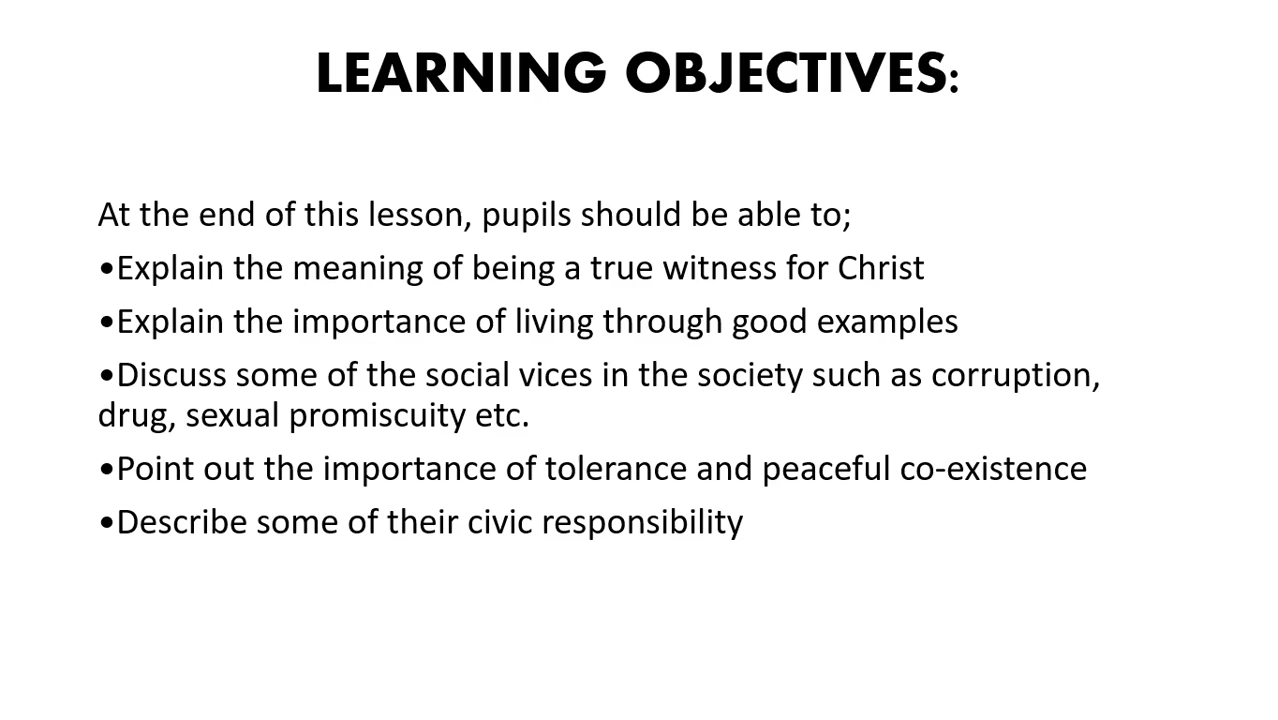 LEARNING OBJECTIVES:
At the end of this lesson, pupils should be able to;
•Explain the meaning of being a true witness for Christ
•Explain the importance of living through good examples
•Discuss some of the social vices in the society such as corruption,
drug, sexual promiscuity etc.
•Point out the importance of tolerance and peaceful co-existence
•Describe some of their civic responsibility